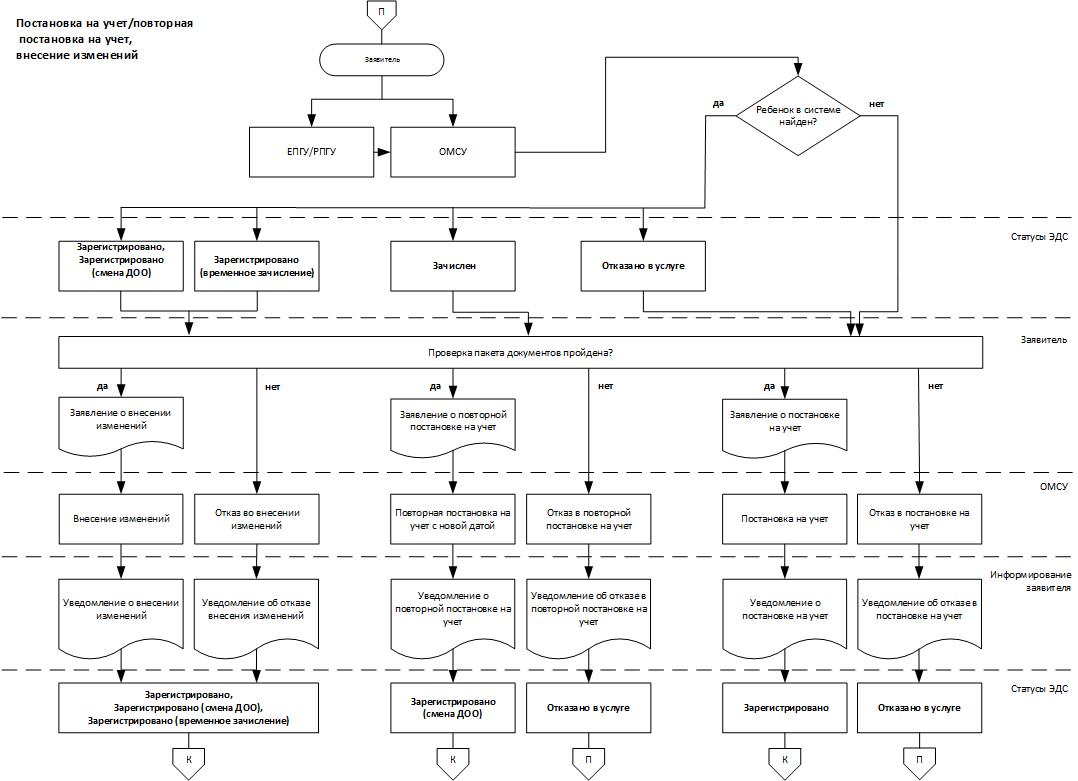 Постановка на учет/повторная
постановка на учет,
внесение изменений
П
Заявитель
ЕПГУ/РПГУ
ОМСУ
да
Ребенок в системе
найден?
нет
Статусы ЭДС
Зарегистрировано,
Зарегистрировано
(смена ДОО)
Зарегистрировано
(временное зачисление)
Зачислен
Отказано в услуге
Заявитель
Проверка пакета документов пройдена?
да
нет
да
нет
да
нет
Заявление о внесении
изменений
Заявление о повторной
постановке на учет
Заявление о постановке
на учет
ОМСУ
Внесение изменений
Отказ во внесении
изменений
Повторная постановка на
учет с новой датой
Отказ в повторной
постановке на учет
Постановка на учет
Отказ в постановке на
учет
Информирование
заявителя
Уведомление о внесении
изменений
Уведомление об отказе
внесения изменений
Уведомление о
повторной постановке на
учет
Уведомление об отказе в
повторной постановке на
учет
Уведомление о
постановке на учет
Уведомление об отказе в
постановке на учет
Статусы ЭДС
Зарегистрировано,
Зарегистрировано (смена ДОО),
Зарегистрировано (временное зачисление)
Зарегистрировано
(смена ДОО)
Отказано в услуге
Зарегистрировано
Отказано в услуге
К
К
П
К
П